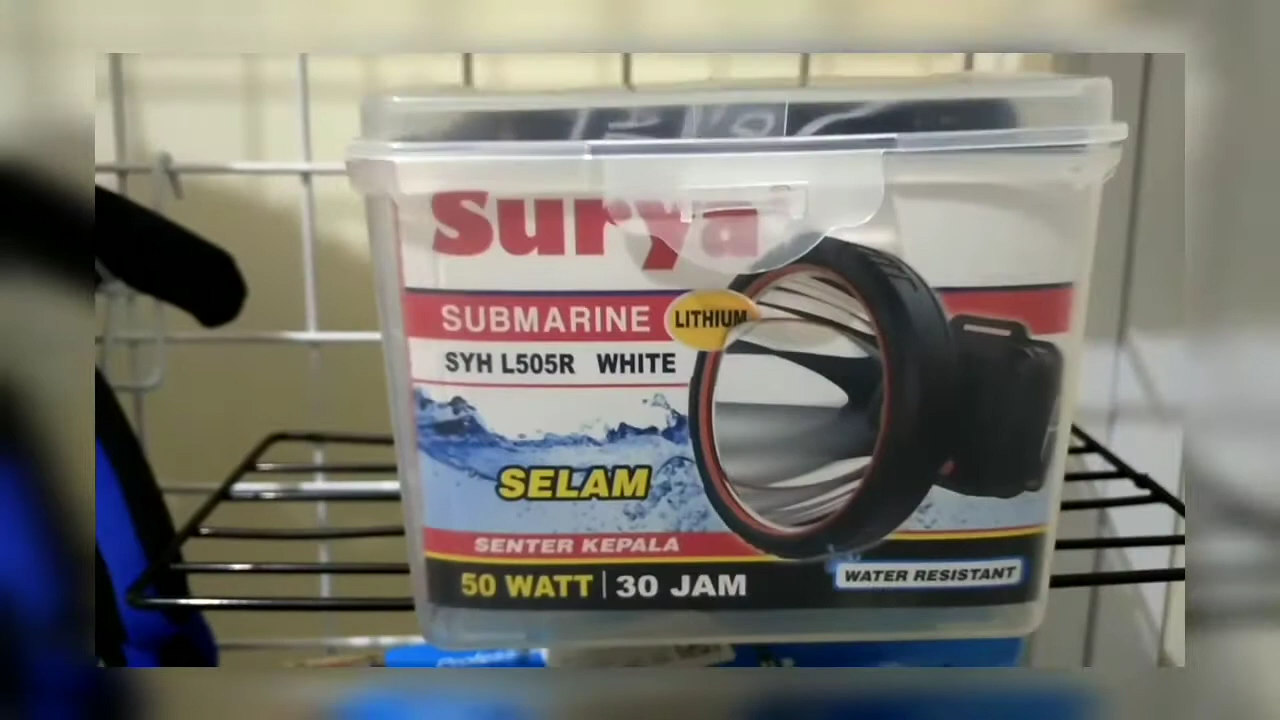 Surya
SUBMARINE
LITHIUM
SYH L505R WHITE
SELAM
SENTER KEPALA
50 WATT | 30 JAM
WATER RESISTANT